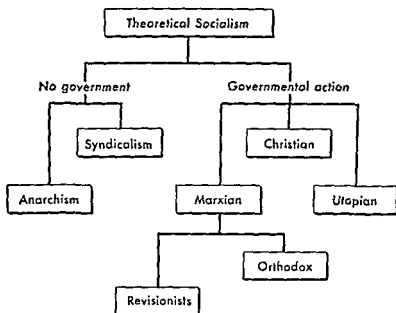 Theoretical Socialism
No government
Governmental action
Syndicalism
Christian
Anarchism
Marxian
Utopian
Orthodox
Revisionists